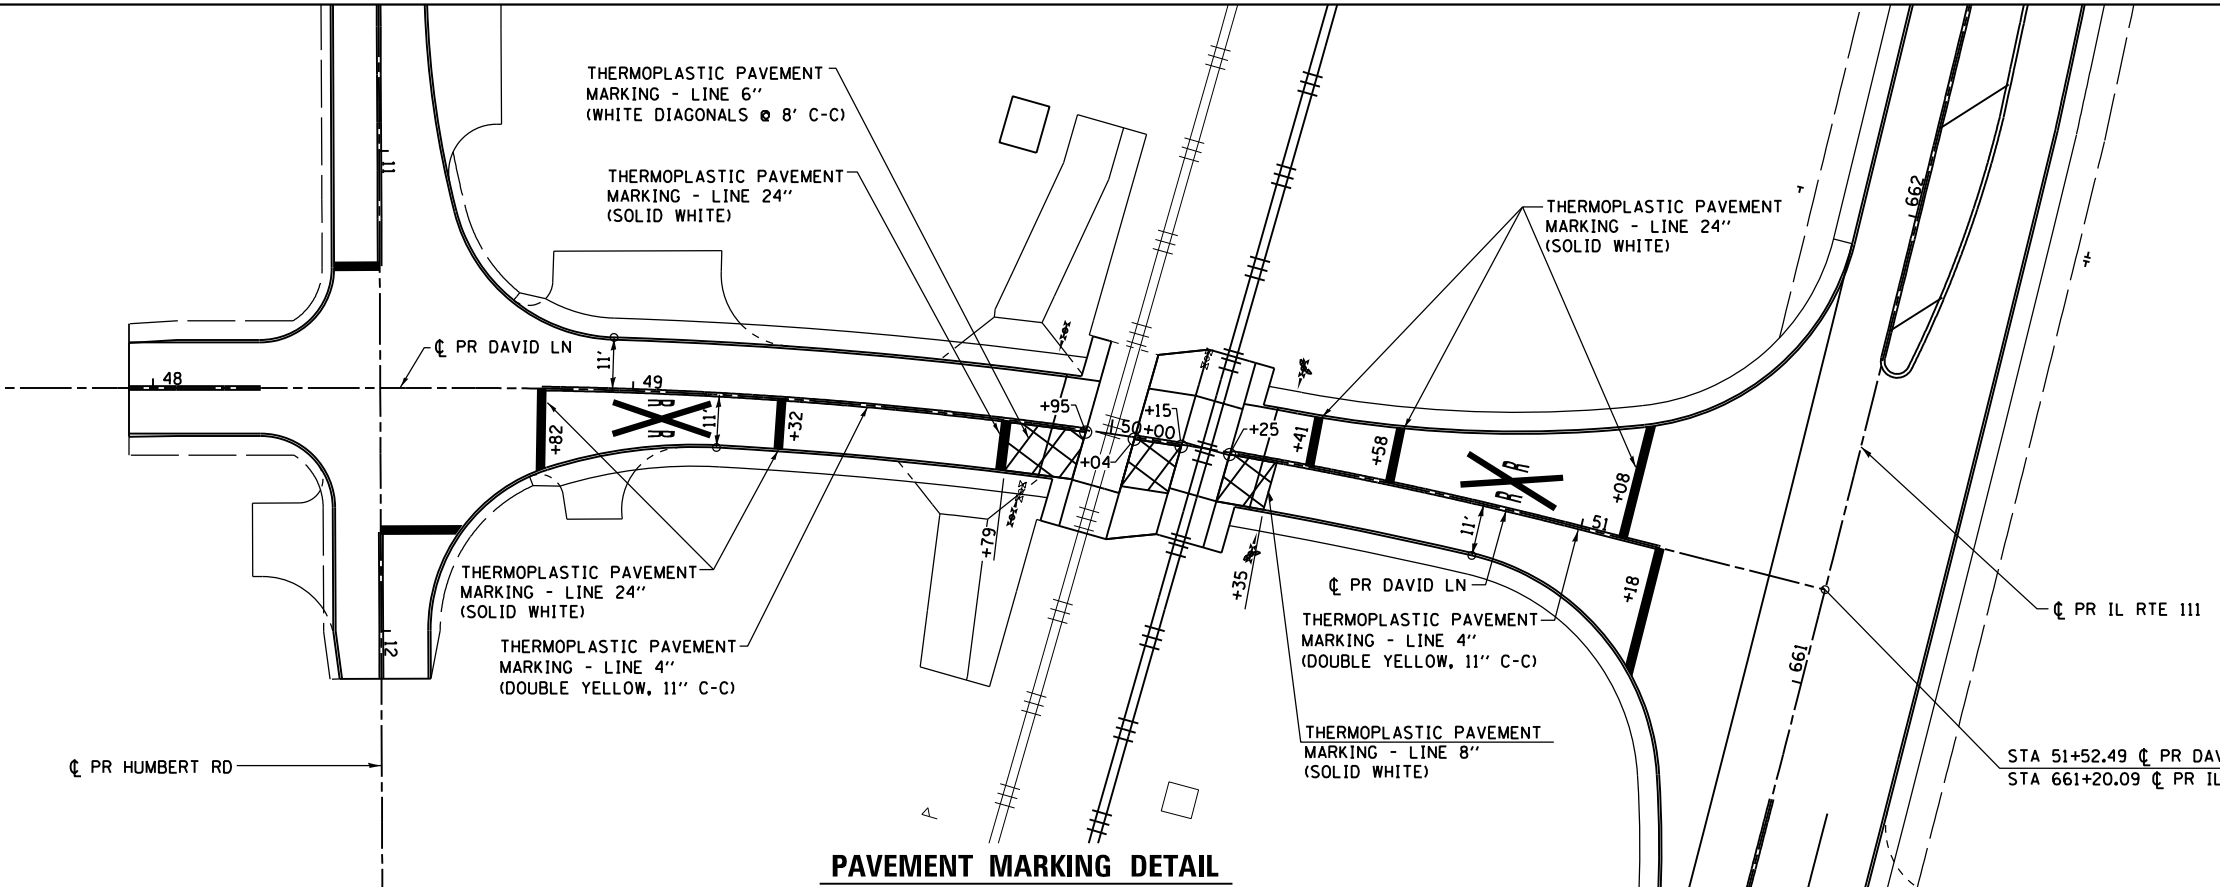 THERMOPLASTIC PAVEMENT
MARKING - LINE 6''
(WHITE DIAGONALS @ 8' C-C)
THERMOPLASTIC PAVEMENT
MARKING - LINE 24''
(SOLID WHITE)
THERMOPLASTIC PAVEMENT
MARKING - LINE 24''
(SOLID WHITE)
11
662
℄ PR DAVID LN
48
49
11'
11'
R R
+82
+32
+95
50
+00
+15
+04
+25
+41
+58
R R
+08
51
11'
+79
+35
+18
THERMOPLASTIC PAVEMENT
MARKING - LINE 24''
(SOLID WHITE)
℄ PR DAVID LN
THERMOPLASTIC PAVEMENT
MARKING - LINE 4''
(DOUBLE YELLOW, 11'' C-C)
℄ PR IL RTE 111
12
THERMOPLASTIC PAVEMENT
MARKING - LINE 4''
(DOUBLE YELLOW, 11'' C-C)
661
THERMOPLASTIC PAVEMENT
MARKING - LINE 8''
(SOLID WHITE)
℄ PR HUMBERT RD
STA 51+52.49 ℄ PR DAV
STA 661+20.09 ℄ PR IL
PAVEMENT MARKING DETAIL